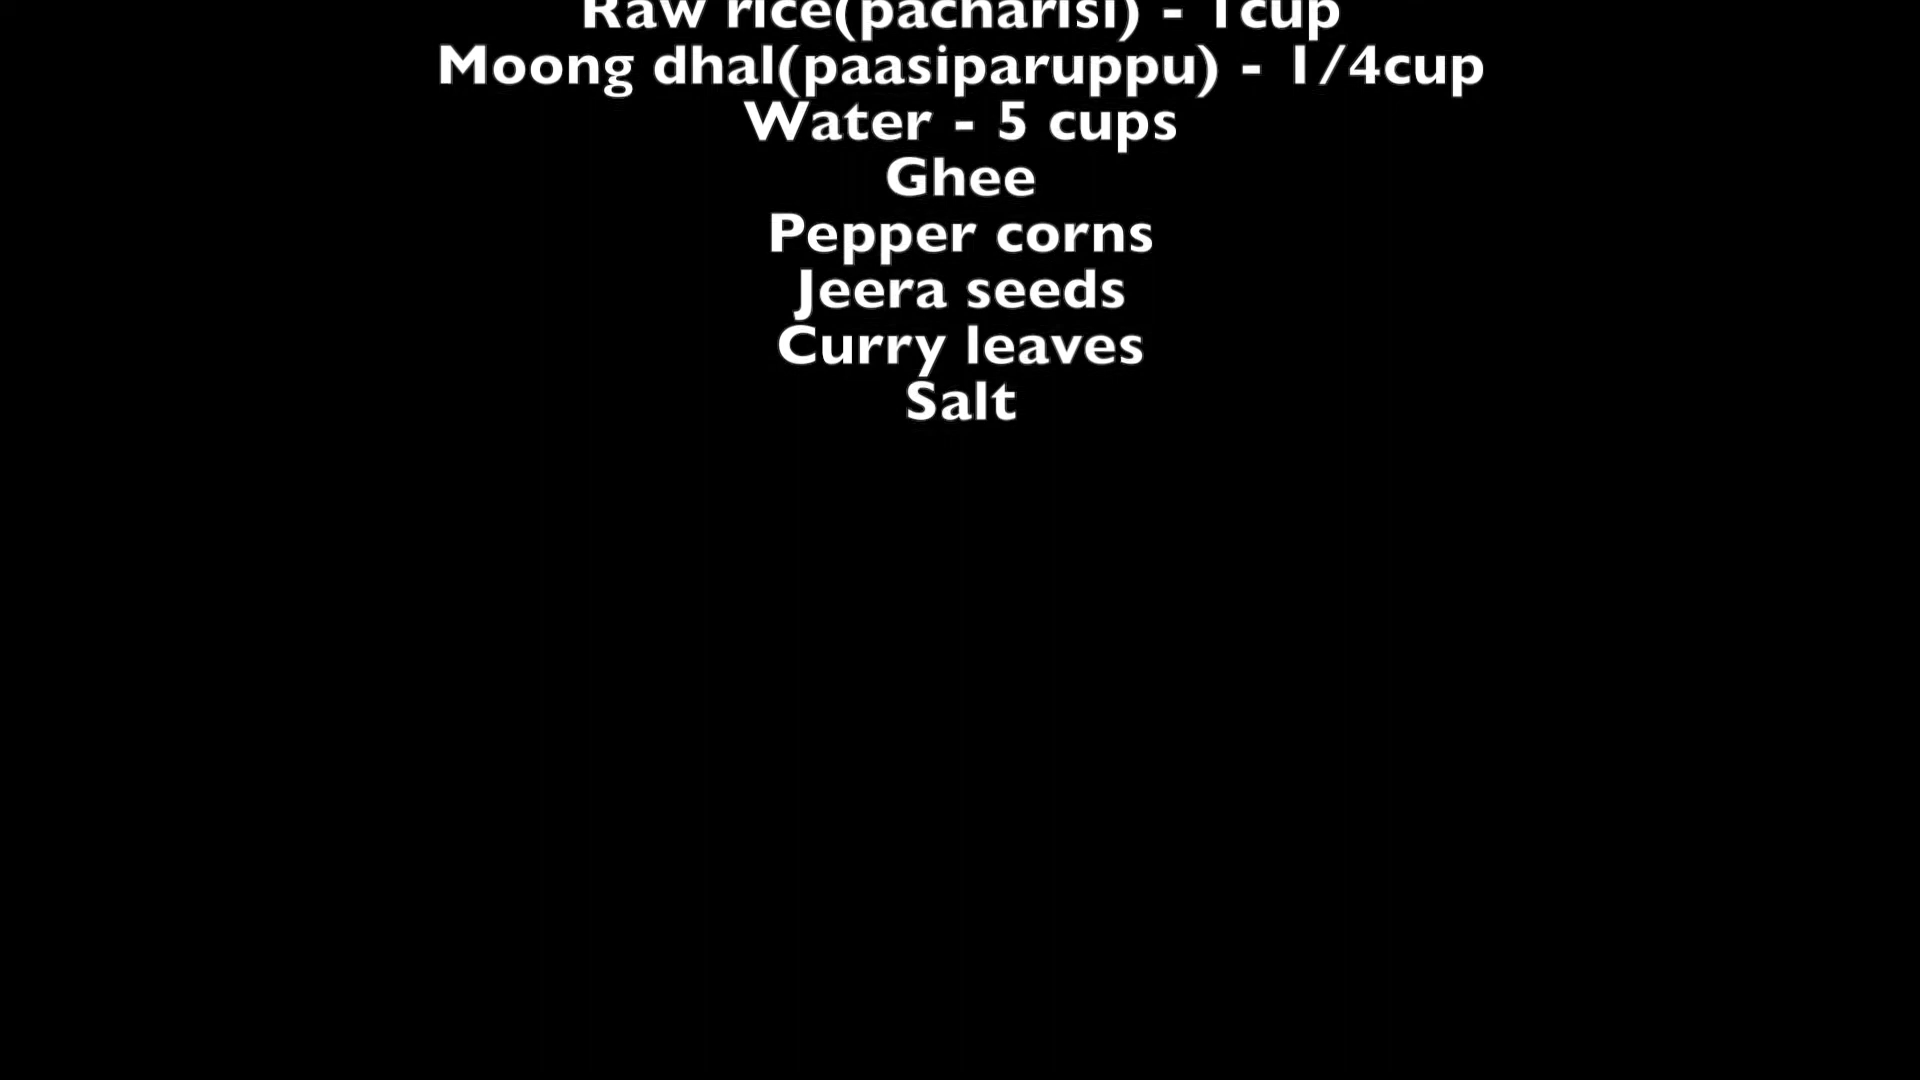 Raw rice(pacharisi) - 1cup
Moong dhal(paasiparuppu) - 1/4cup
Water - 5 cups
Ghee
Pepper corns
Jeera seeds
Curry leaves
Salt